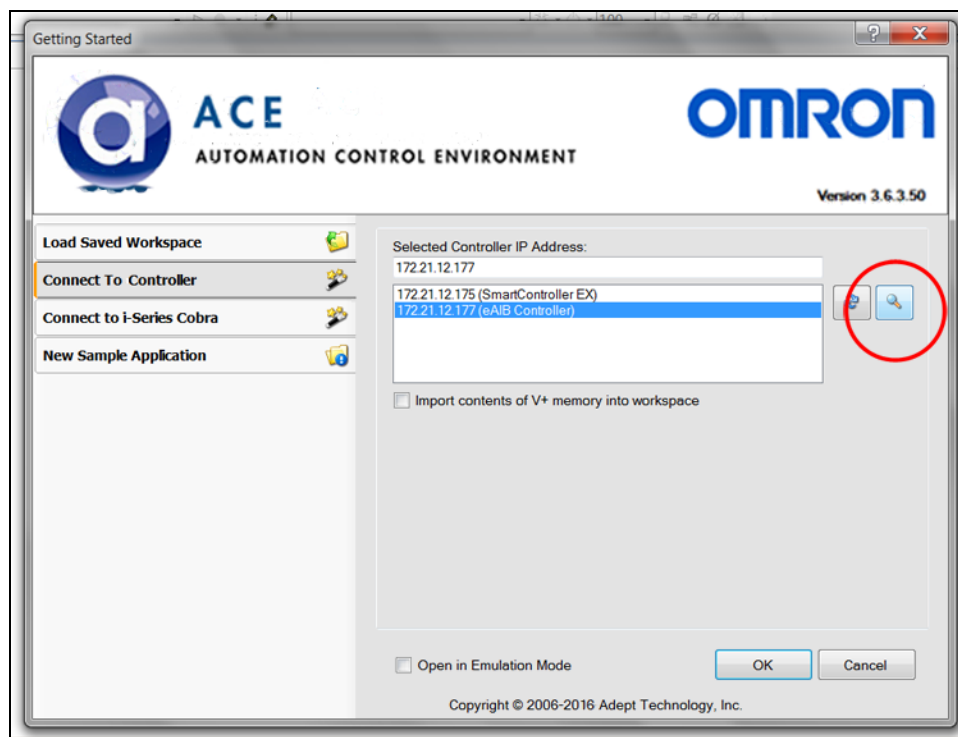 Getting Started
ACE
AUTOMATION CONTROL ENVIRONMENT
OMRON
Version 3.6.3.50
Load Saved Workspace
Connect To Controller
Connect to i-Series Cobra
New Sample Application
Selected Controller IP Address:
172.21.12.177
172.21.12.175 (SmartController EX)
172.21.12.177 (eAIB Controller)
Import contents of V+ memory into workspace
Open in Emulation Mode
OK
Cancel
Copyright © 2006-2016 Adept Technology, Inc.